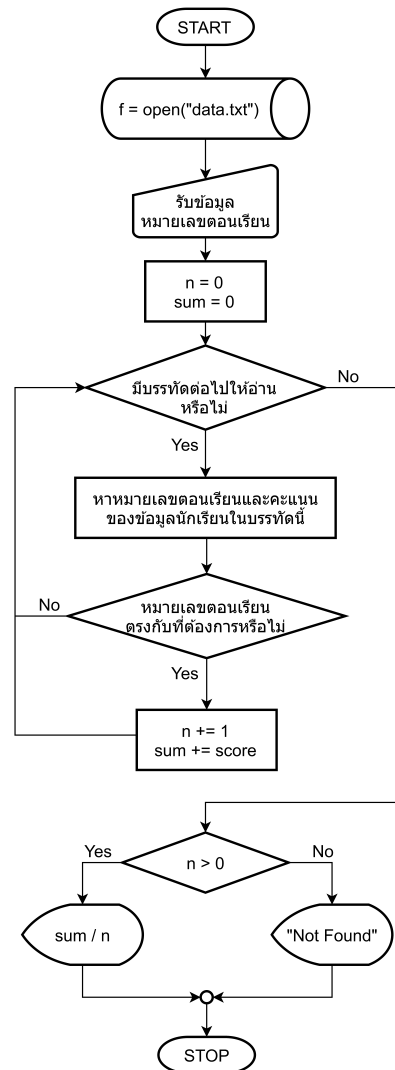 START
f = open("data.txt")
รับข้อมูล
หมายเลขตอนเรียน
n = 0
sum = 0
มีบรรทัดต่อไปให้อ่าน
หรือไม่
No
Yes
หาหมายเลขตอนเรียนและคะแนน
ของข้อมูลนักเรียนในบรรทัดนี้
หมายเลขตอนเรียน
ตรงกับที่ต้องการหรือไม่
No
Yes
n += 1
sum += score
n > 0
Yes
No
sum / n
"Not Found"
STOP